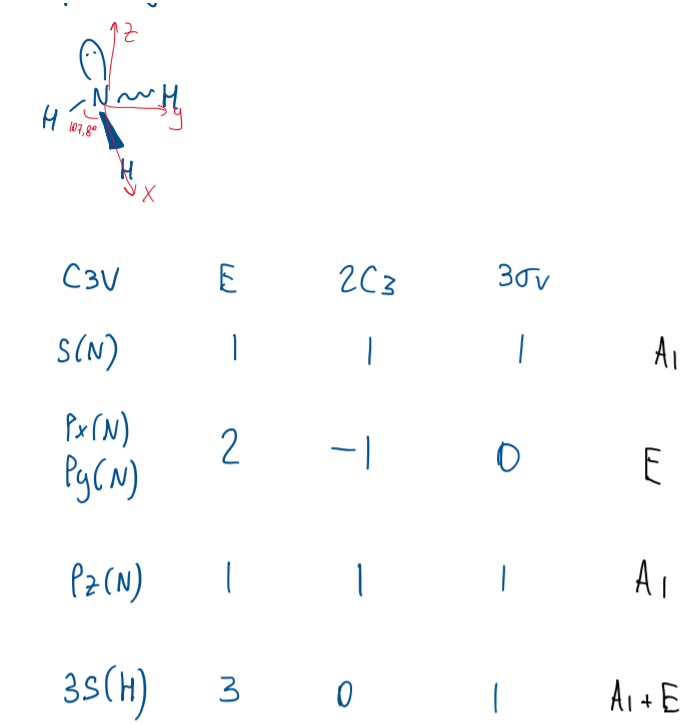 Z
N H
H y
107,8°
H
X
C3V E 2C3 3σv
S(N) 1 1 1 A1
Px(N)
Py(N) 2 -1 0 E
Pz(N) 1 1 1 A1
3S(H) 3 0 1 A1+E